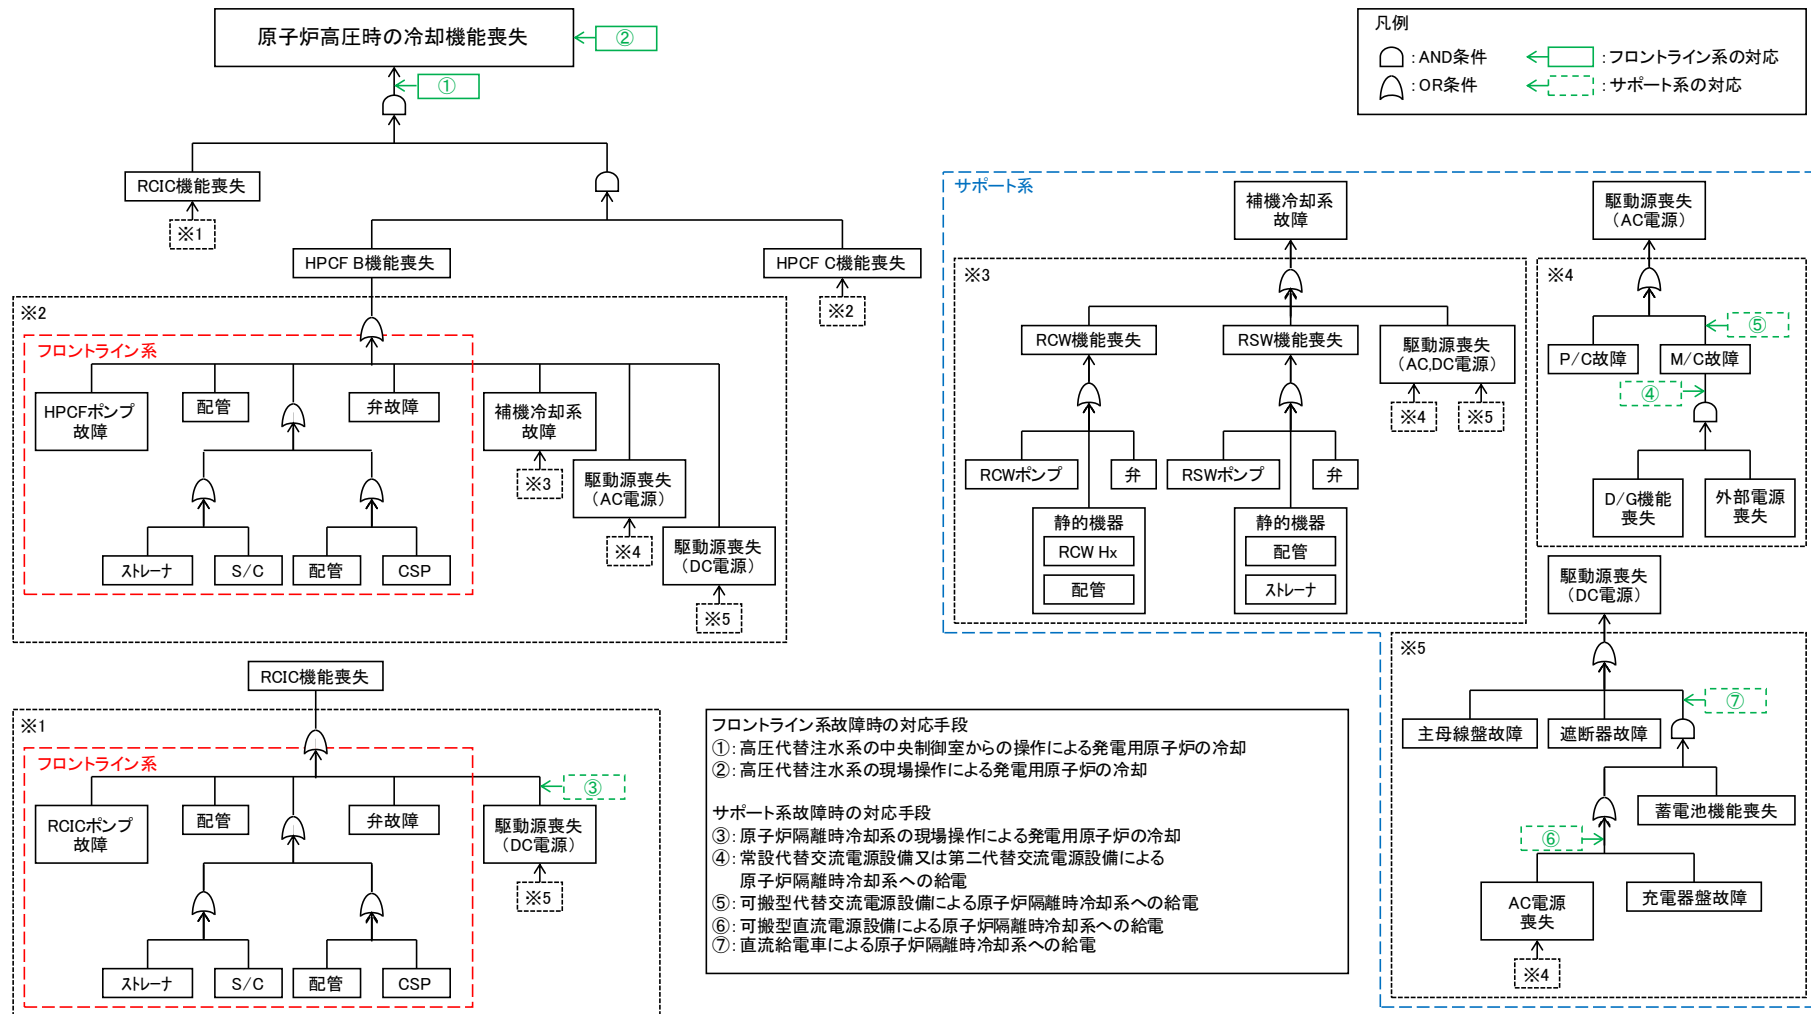 原子炉高圧時の冷却機能喪失
②
①
凡例
:AND条件
:フロントライン系の対応
:OR条件
:サポート系の対応
RCIC機能喪失
※1
HPCF B機能喪失
HPCF C機能喪失
※2
※2
フロントライン系
HPCFポンプ
故障
配管
弁故障
補機冷却系
故障
※3
駆動源喪失
(AC電源)
※4
駆動源喪失
(DC電源)
※5
ストレーナ
S/C
配管
CSP
RCIC機能喪失
※1
フロントライン系
RCICポンプ
故障
配管
弁故障
③
駆動源喪失
(DC電源)
※5
ストレーナ
S/C
配管
CSP
サポート系
補機冷却系
故障
※3
RCW機能喪失
RSW機能喪失
駆動源喪失
(AC,DC電源)
※4
※5
RCWポンプ
弁
RSWポンプ
弁
静的機器
RCW Hx
配管
静的機器
配管
ストレーナ
駆動源喪失
(AC電源)
※4
⑤
P/C故障
M/C故障
④
D/G機能
喪失
外部電源
喪失
駆動源喪失
(DC電源)
※5
⑦
主母線盤故障
遮断器故障
蓄電池機能喪失
⑥
AC電源
喪失
充電器盤故障
※4
フロントライン系故障時の対応手段
①:高圧代替注水系の中央制御室からの操作による発電用原子炉の冷却
②:高圧代替注水系の現場操作による発電用原子炉の冷却
サポート系故障時の対応手段
③:原子炉隔離時冷却系の現場操作による発電用原子炉の冷却
④:常設代替交流電源設備又は第二代替交流電源設備による
原子炉隔離時冷却系への給電
⑤:可搬型代替交流電源設備による原子炉隔離時冷却系への給電
⑥:可搬型直流電源設備による原子炉隔離時冷却系への給電
⑦:直流給電車による原子炉隔離時冷却系への給電